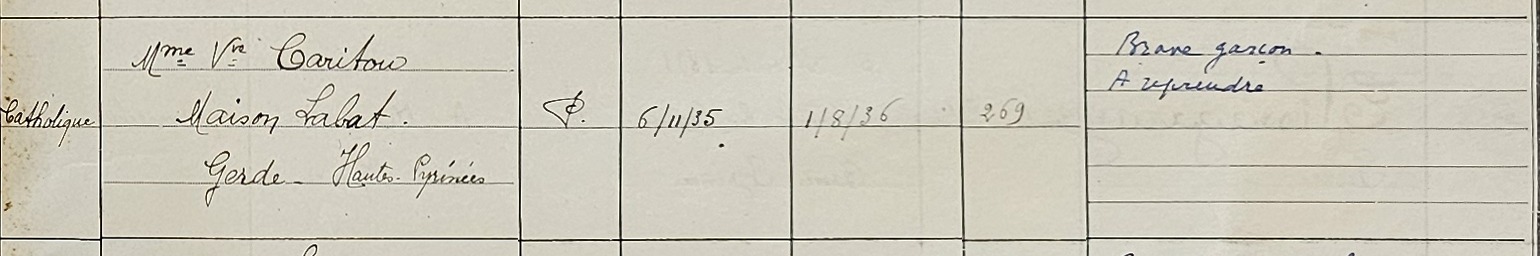 Catholique
Mme Vve Caritou
Maison Labat.
Gerde - Hautes-Pyrénées
P.
6/11/35
1/8/36
269
Brave garçon.
A reprendre